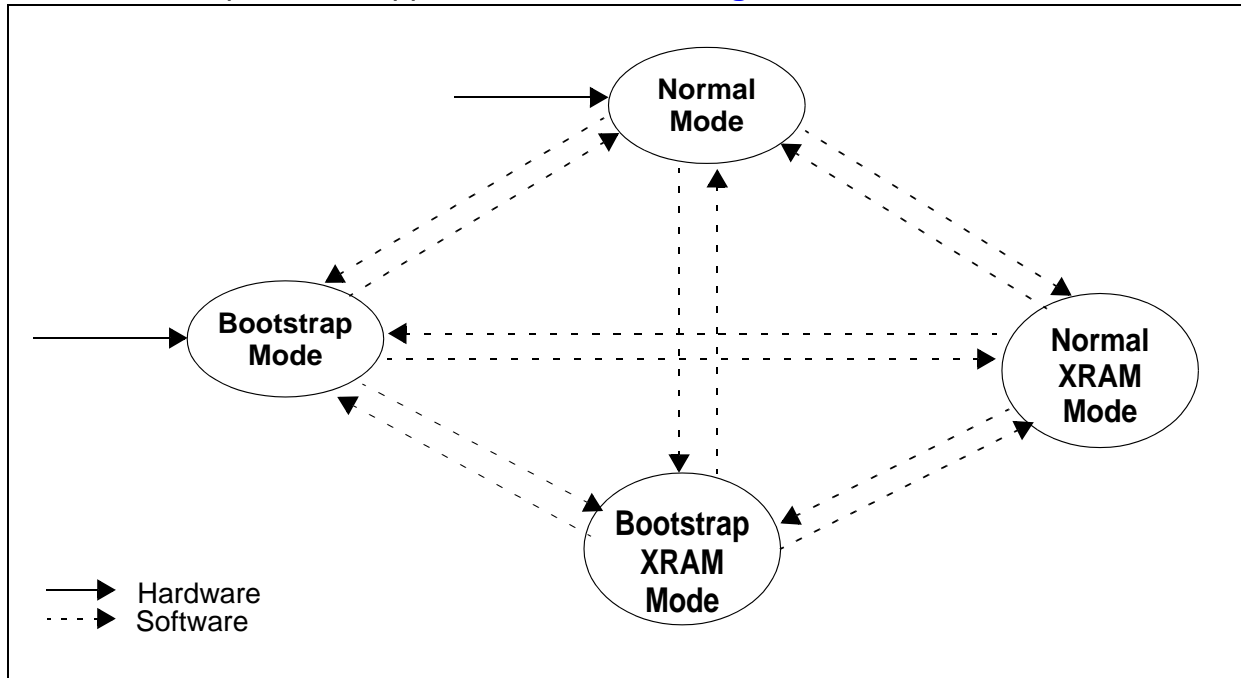 Normal
Mode
Bootstrap
Mode
Normal
XRAM
Mode
Bootstrap
XRAM
Mode
Hardware
Software